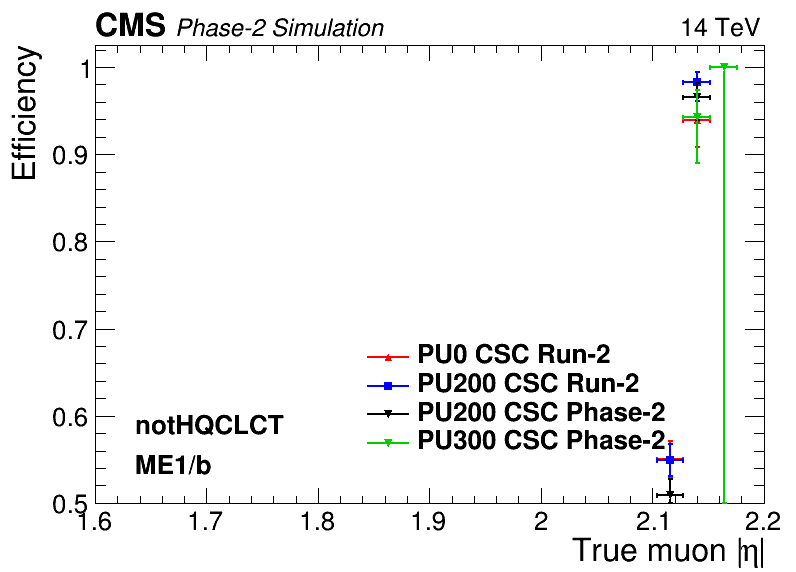 CMS Phase-2 Simulation 14 TeV
Efficiency
1
0.9
0.8
0.7
0.6
0.5
PU0 CSC Run-2
PU200 CSC Run-2
PU200 CSC Phase-2
PU300 CSC Phase-2
notHQCLCT
ME1/b
1.6 1.7 1.8 1.9 2 2.1 2.2
True muon |η|